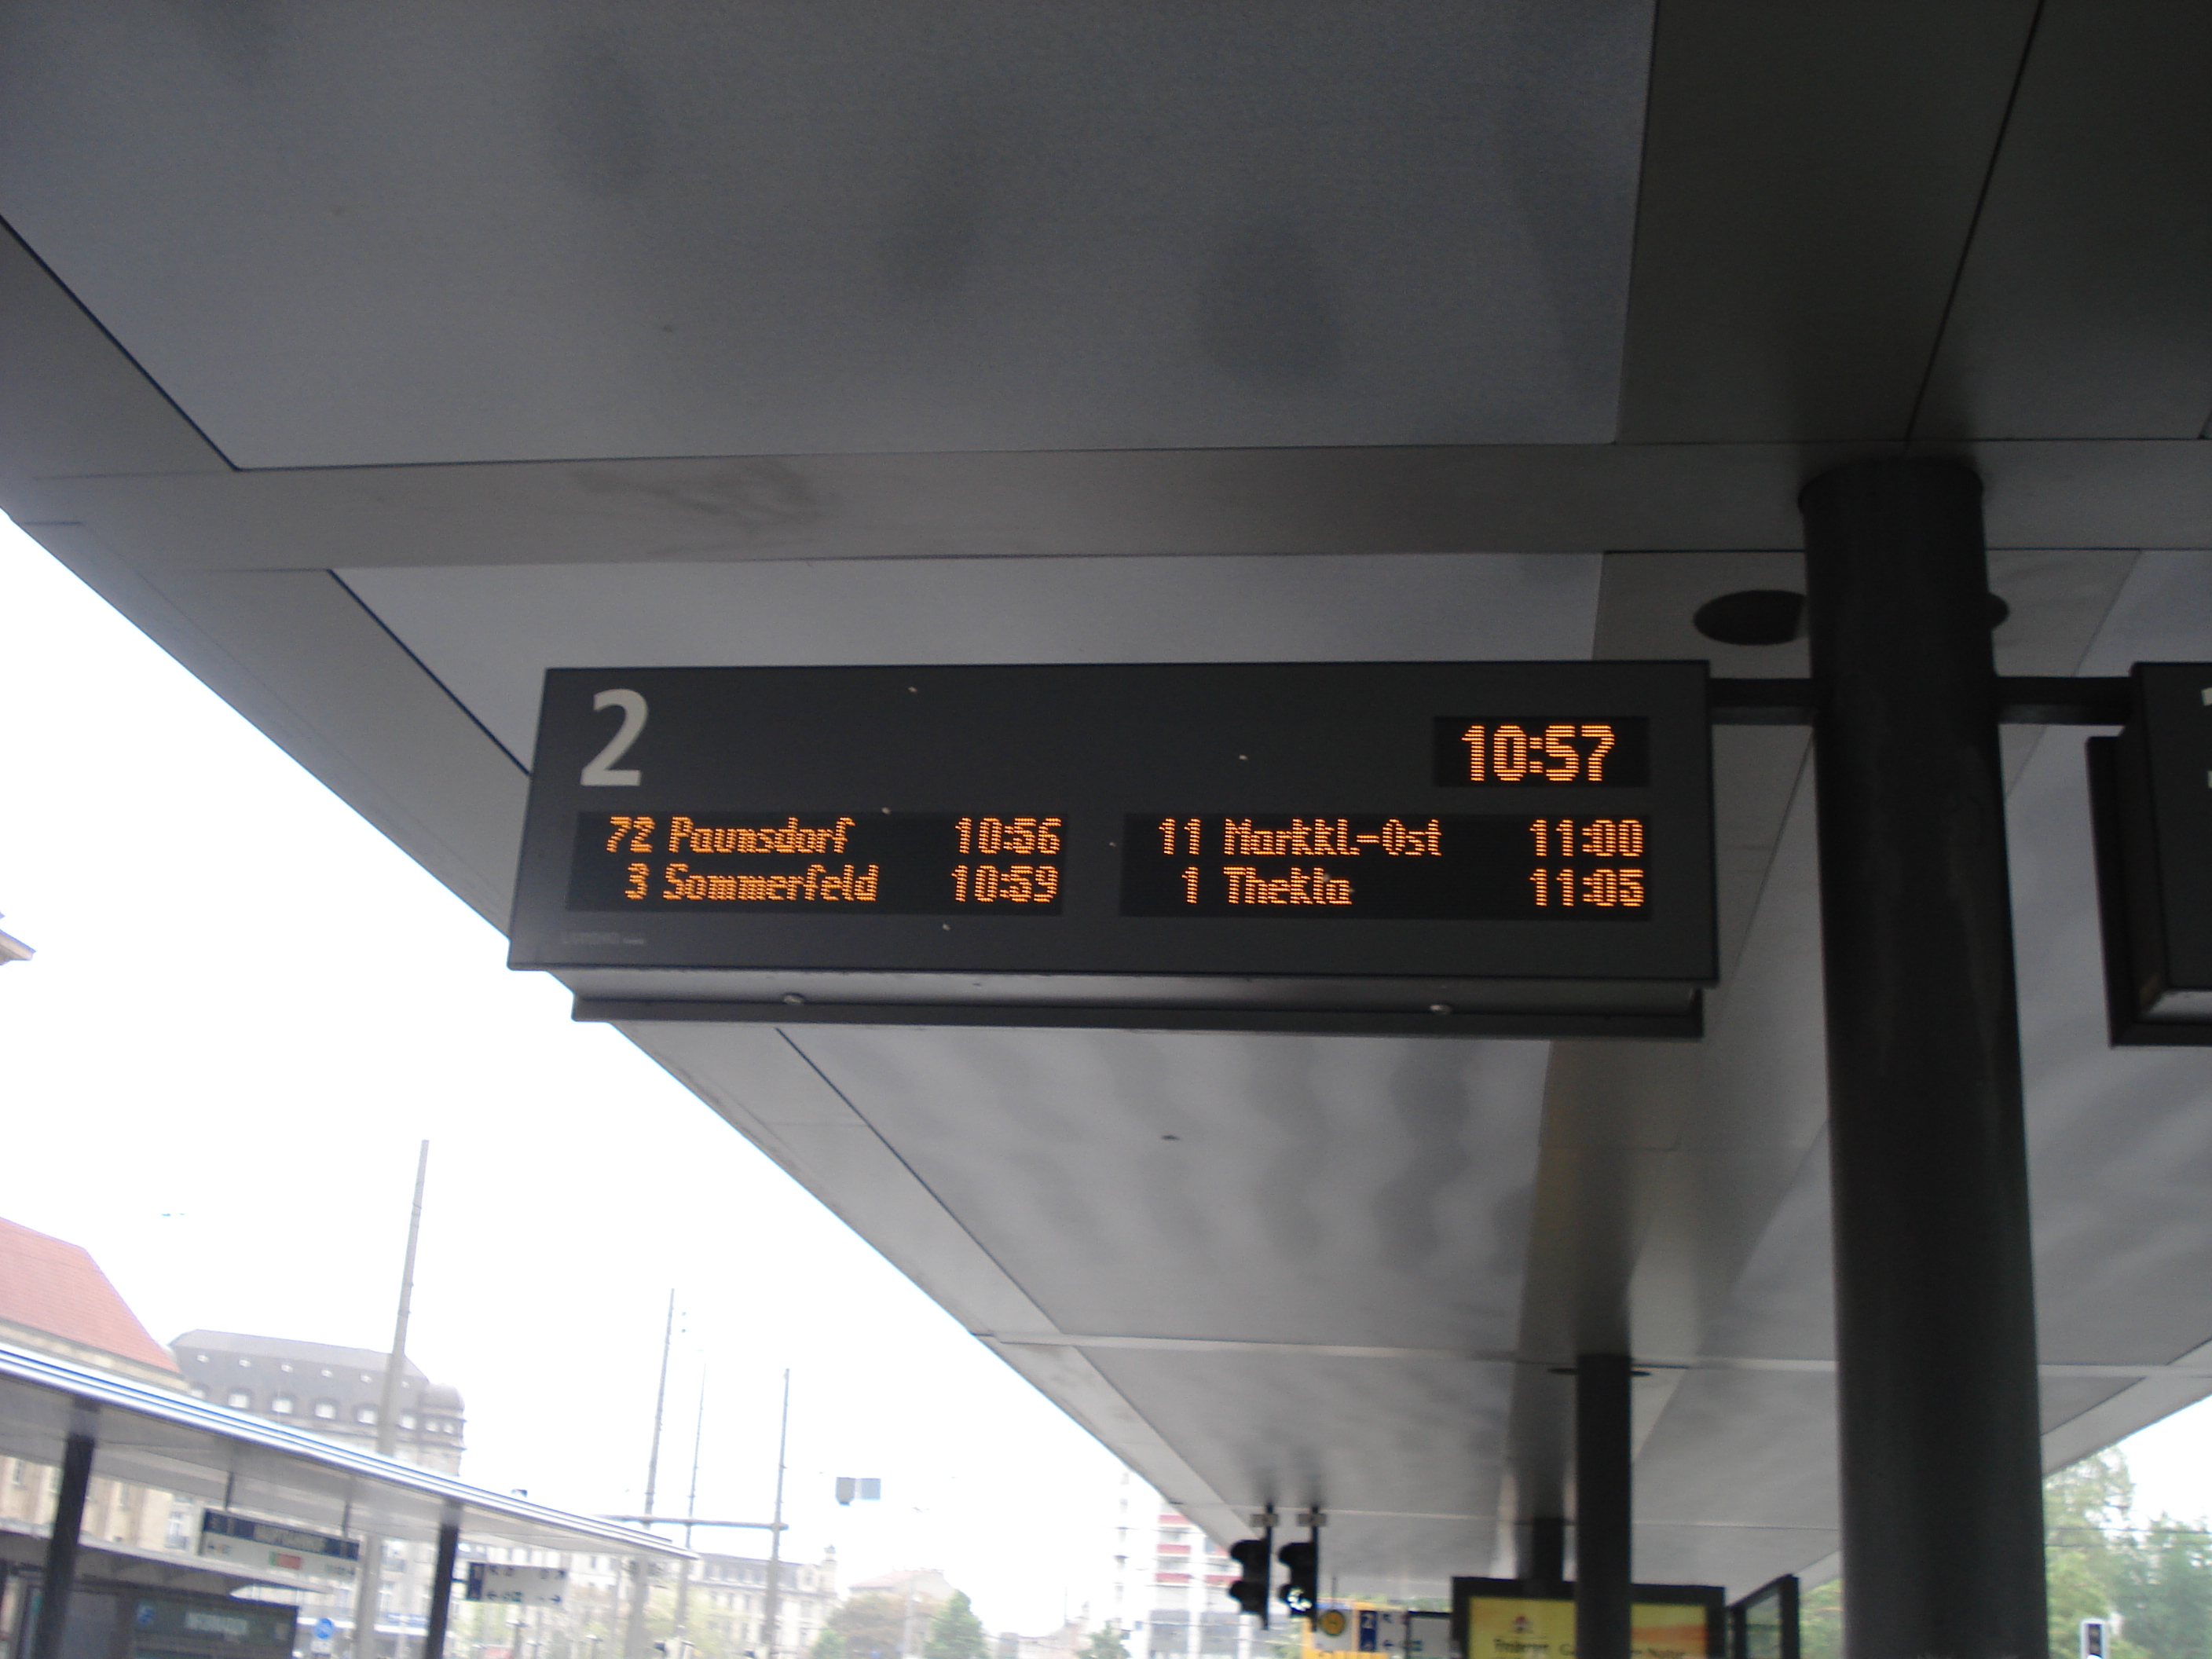 2
10:57
72 Paunsdorf 10:56
3 Sommerfeld 10:59
11 Markkl.-Ost 11:00
1 Thekla 11:05
2